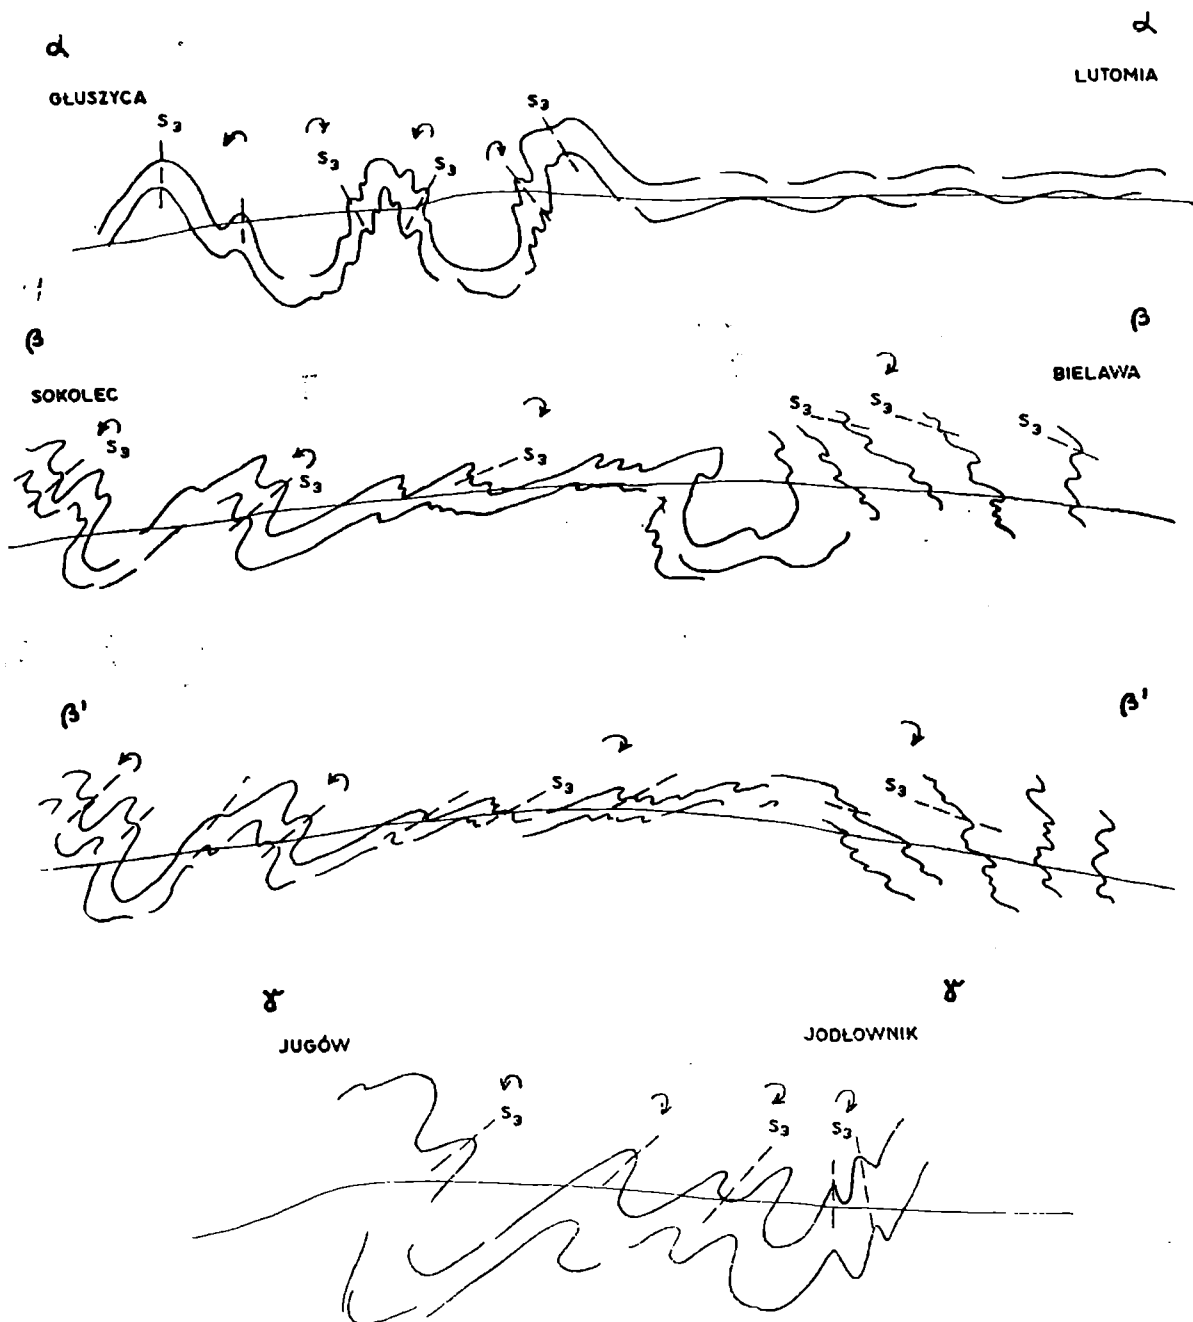 α α
GŁUSZYCA LUTOMIA
S₃ S₃ S₃ S₃
β β
SOKOLEC BIELAWA
S₃ S₃ S₃ S₃ S₃ S₃
β' β'
S₃ S₃
γ γ
JUGÓW JODŁOWNIK
S₃ S₃ S₃